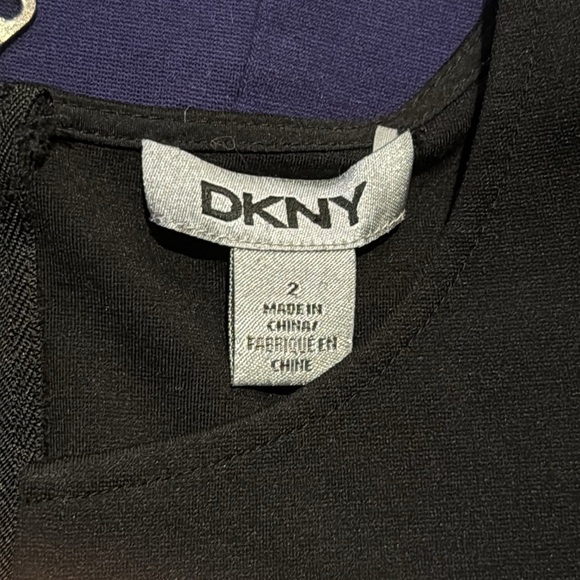 DKNY
2
MADE IN
CHINA/
FABRIQUÉ EN
CHINE